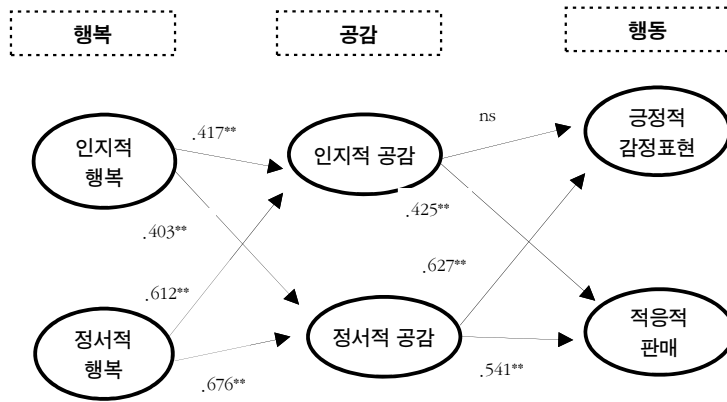 행복
공감
행동
인지적
행복
.417**
인지적 공감
ns
긍정적
감정표현
.403**
.425**
.612**
.627**
정서적
행복
.676**
정서적 공감
.541**
적응적
판매